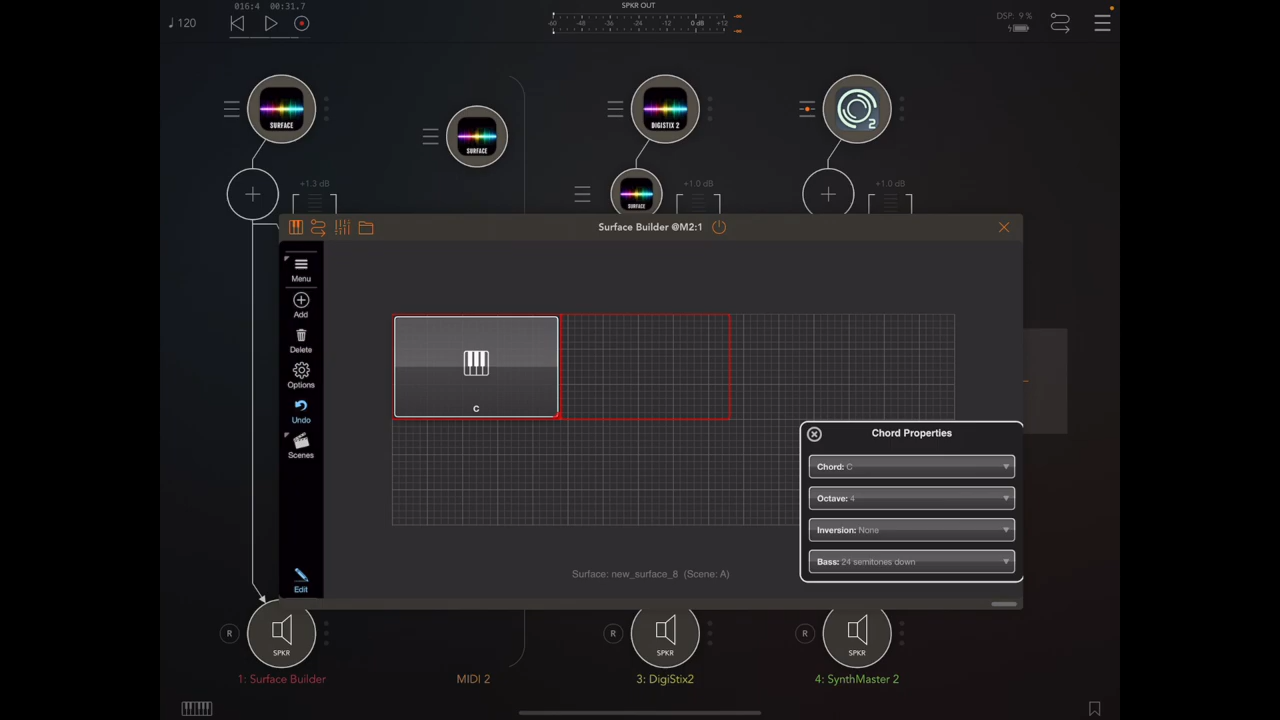 ♩ 120
016:4 00:31.7
SPKR OUT
-60 -48 -36 -24 -12 0 dB +12
-∞
-∞
DSP: 9 %
SURFACE
SURFACE
DIGISTIX 2
2
+1.3 dB
SURFACE
+1.0 dB
+1.0 dB
Surface Builder @M2:1
Menu
Add
Delete
Options
Undo
Scenes
Edit
C
Chord Properties
Chord: C
Octave: 4
Inversion: None
Bass: 24 semitones down
Surface: new_surface_8 (Scene: A)
R
SPKR
R
SPKR
R
SPKR
1: Surface Builder
MIDI 2
3: DigiStix2
4: SynthMaster 2